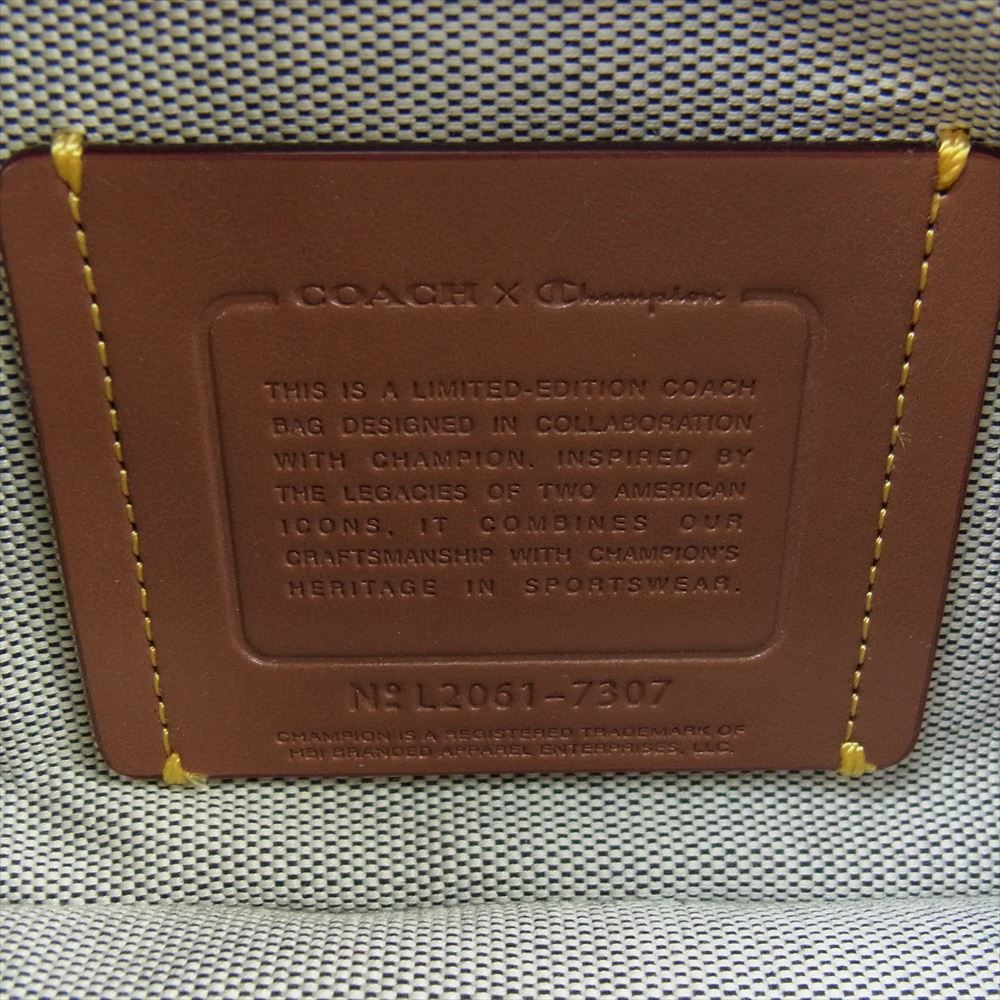 COACH X Champion
THIS IS A LIMITED-EDITION COACH
BAG DESIGNED IN COLLABORATION
WITH CHAMPION. INSPIRED BY
THE LEGACIES OF TWO AMERICAN
ICONS, IT COMBINES OUR
CRAFTSMANSHIP WITH CHAMPION'S
HERITAGE IN SPORTSWEAR.
Nº L2061-7307
CHAMPION IS A REGISTERED TRADEMARK OF
HBI BRANDED APPAREL ENTERPRISES, LLC.